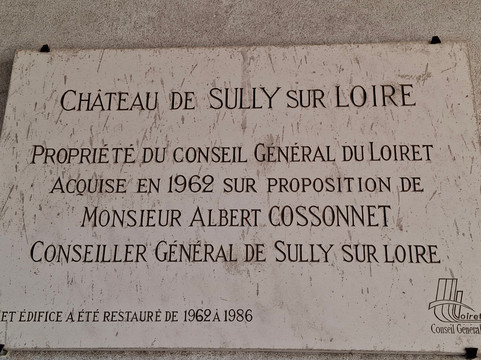 CHÂTEAU DE SULLY SUR LOIRE
PROPRIÉTÉ DU CONSEIL GÉNÉRAL DU LOIRET
ACQUISE EN 1962 SUR PROPOSITION DE
MONSIEUR ALBERT COSSONNET
CONSEILLER GÉNÉRAL DE SULLY SUR LOIRE
ET ÉDIFICE A ÉTÉ RESTAURÉ DE 1962 À 1986
Loiret
Conseil Général